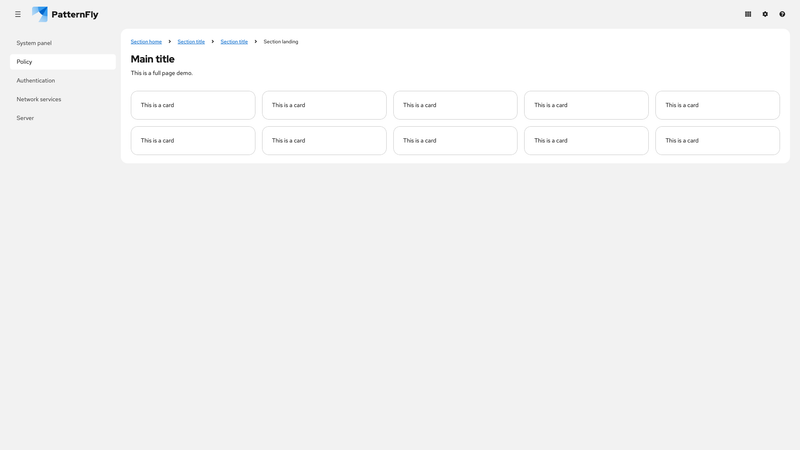 PatternFly
System panel
Policy
Authentication
Network services
Server
Section home Section title Section title Section landing
Main title
This is a full page demo.
This is a card This is a card This is a card This is a card This is a card
This is a card This is a card This is a card This is a card This is a card